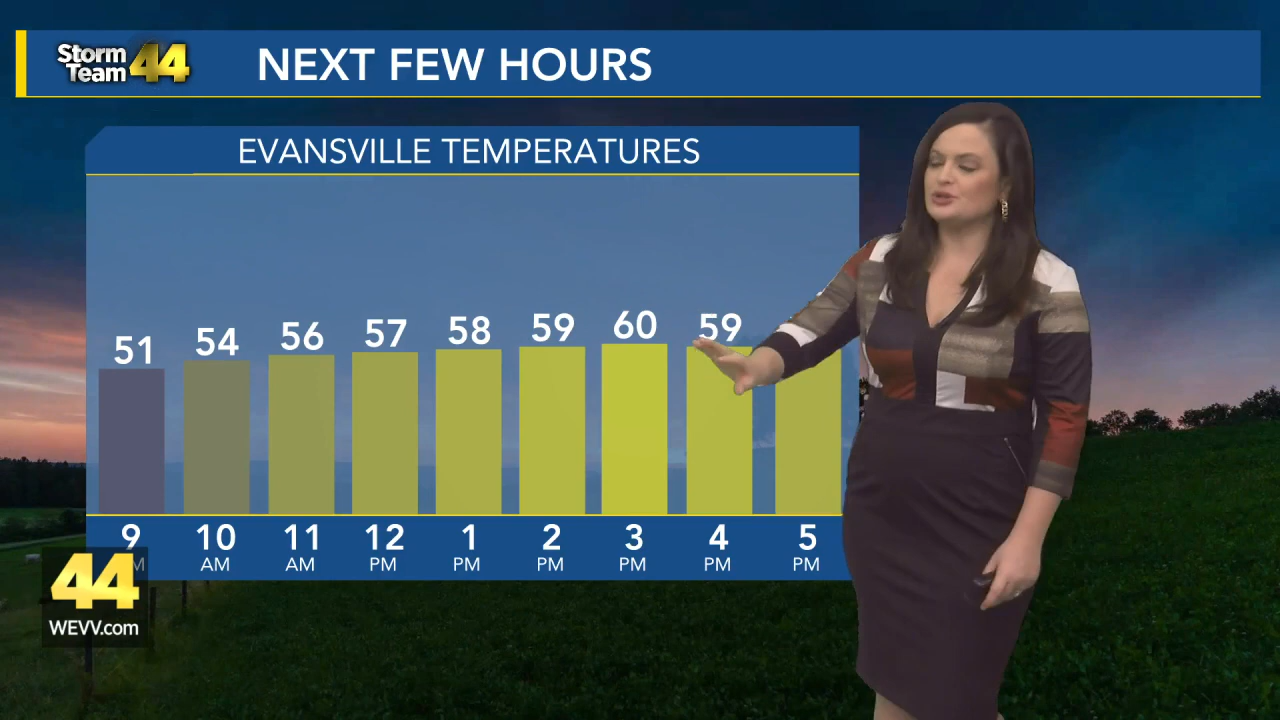 Storm
Team 44
NEXT FEW HOURS
EVANSVILLE TEMPERATURES
51 54 56 57 58 59 60 59
9 10 11 12 1 2 3 4 5
AM AM PM PM PM PM PM PM
44
WEVV.com